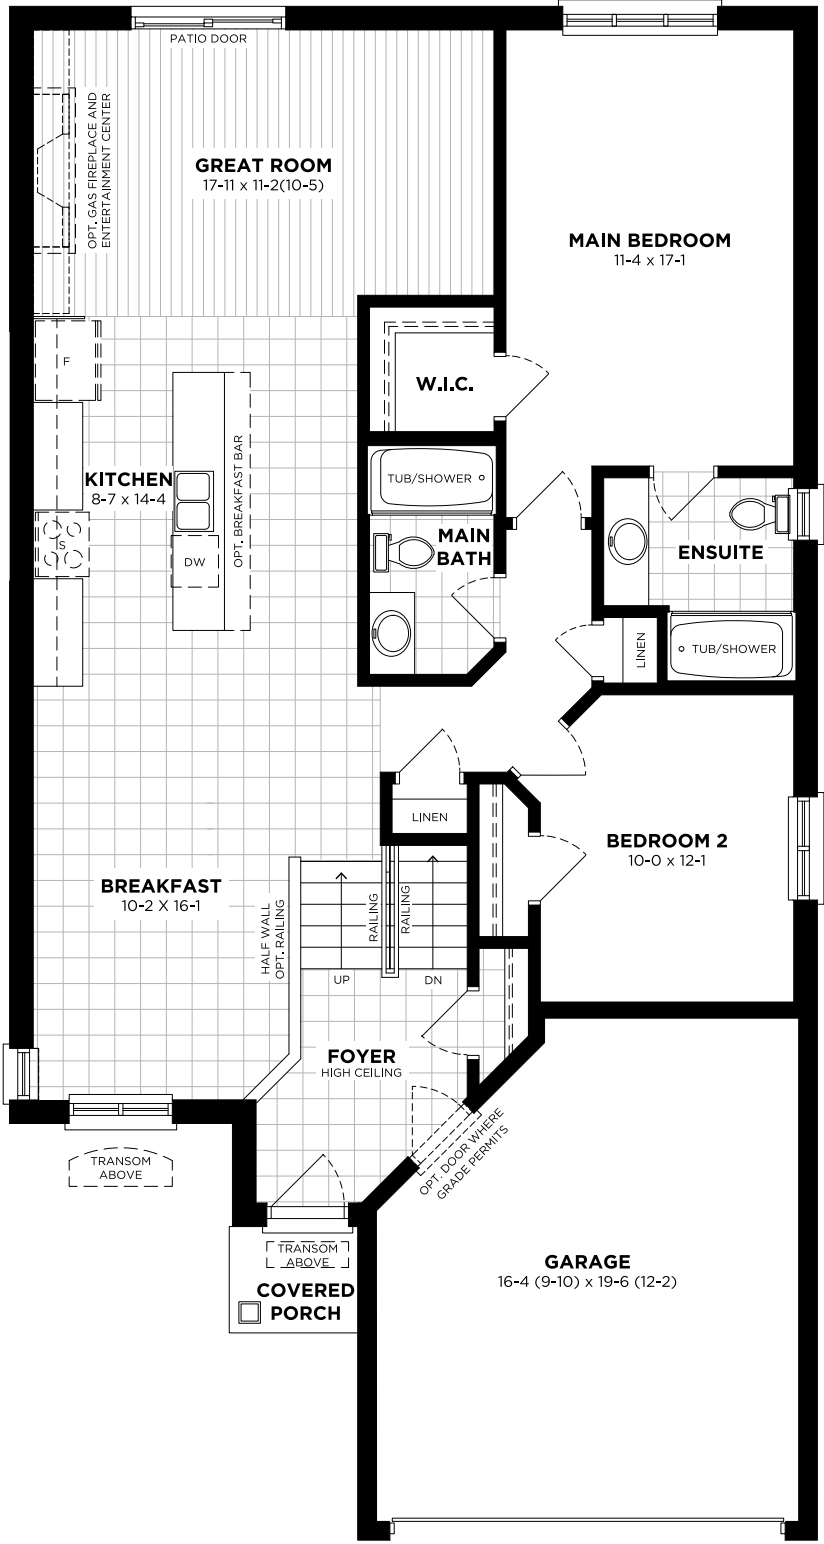 PATIO DOOR
OPT. GAS FIREPLACE AND
ENTERTAINMENT CENTER
GREAT ROOM
17-11 x 11-2(10-5)
MAIN BEDROOM
11-4 x 17-1
F
W.I.C.
KITCHEN
8-7 x 14-4
S
DW
OPT. BREAKFAST BAR
TUB/SHOWER
MAIN
BATH
ENSUITE
LINEN
TUB/SHOWER
LINEN
BEDROOM 2
10-0 x 12-1
BREAKFAST
10-2 X 16-1
HALF WALL
OPT. RAILING
RAILING
RAILING
UP
DN
FOYER
HIGH CEILING
OPT. DOOR WHERE
GRADE PERMITS
TRANSOM
ABOVE
TRANSOM
ABOVE
COVERED
PORCH
GARAGE
16-4 (9-10) x 19-6 (12-2)